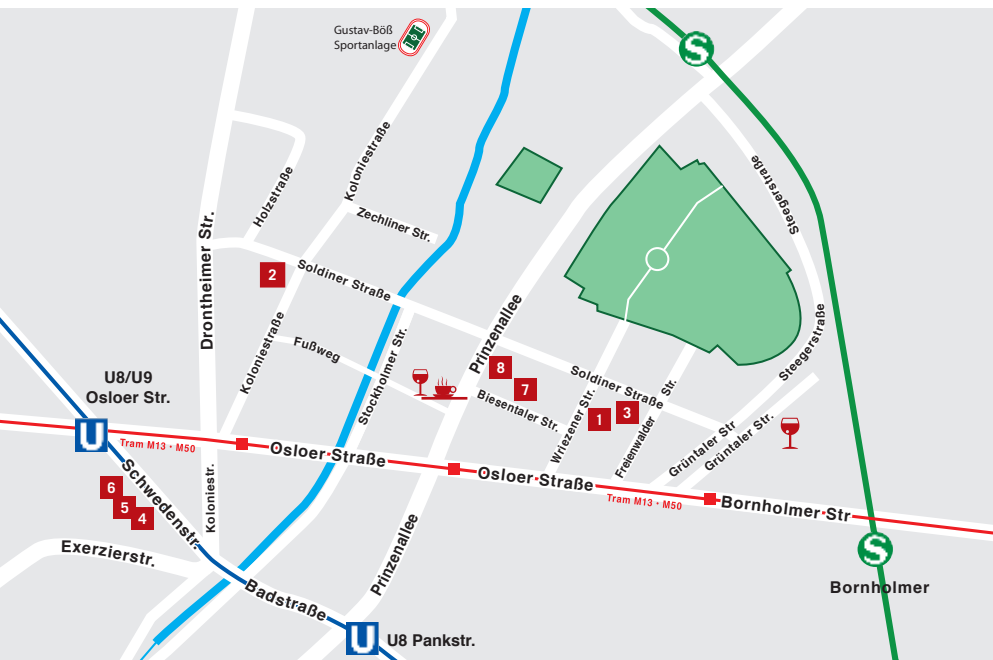 Gustav-Böß
Sportanlage
S
Koloniestraße
Holzstraße
Steegerstraße
Zechliner Str.
Drontheimer Str.
Soldiner Straße
2
Koloniestraße
Fußweg
Stockholmer Str.
Prinzenallee
Steegerstraße
8
7
Biesentaler Str.
Soldiner Straße
Wriezener Str.
1
3
Freienwalder Str.
Grüntaler Str
Grüntaler Str.
U8/U9
Osloer Str.
U
Tram M13 • M50
Osloer Straße
Osloer Straße
Tram M13 • M50
Bornholmer Str
6
5
4
Schwedenstr.
Koloniestr.
Exerzierstr.
Prinzenallee
S
Bornholmer
Badstraße
U
U8 Pankstr.